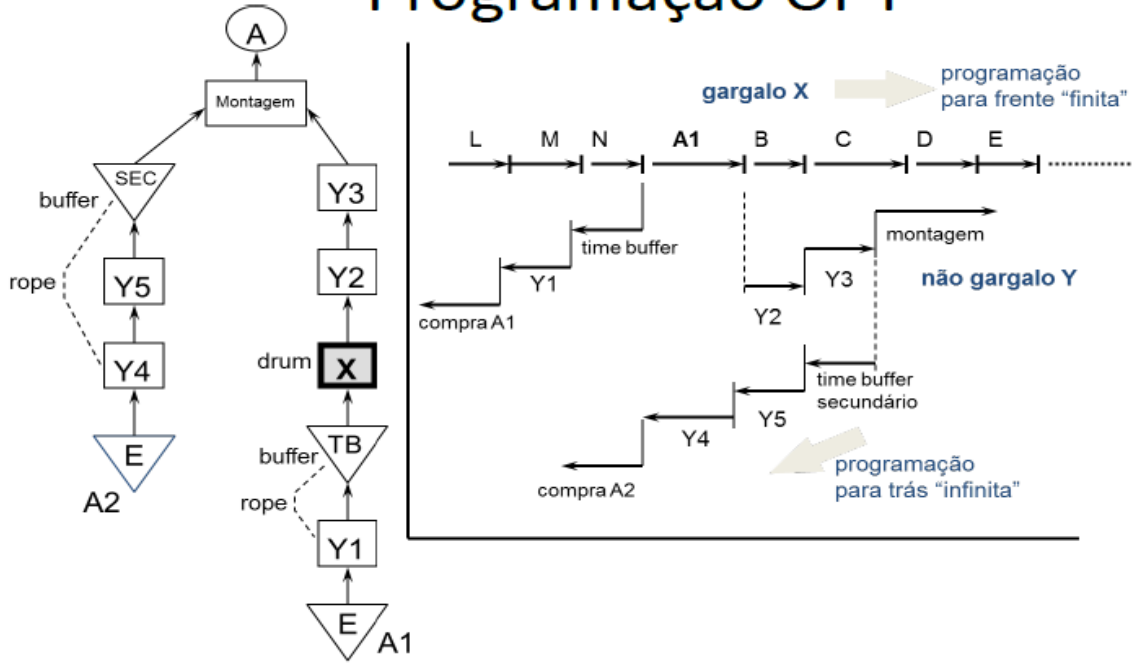 Programação OPT
A
Montagem
SEC
buffer
Y3
rope
Y5
Y2
Y4
drum
X
E
A2
TB
buffer
rope
Y1
E
A1
gargalo X
programação
para frente “finita”
L M N A1 B C D E
time buffer
Y1
compra A1
montagem
Y3
Y2
não gargalo Y
time buffer
secundário
Y5
Y4
compra A2
programação
para trás “infinita”